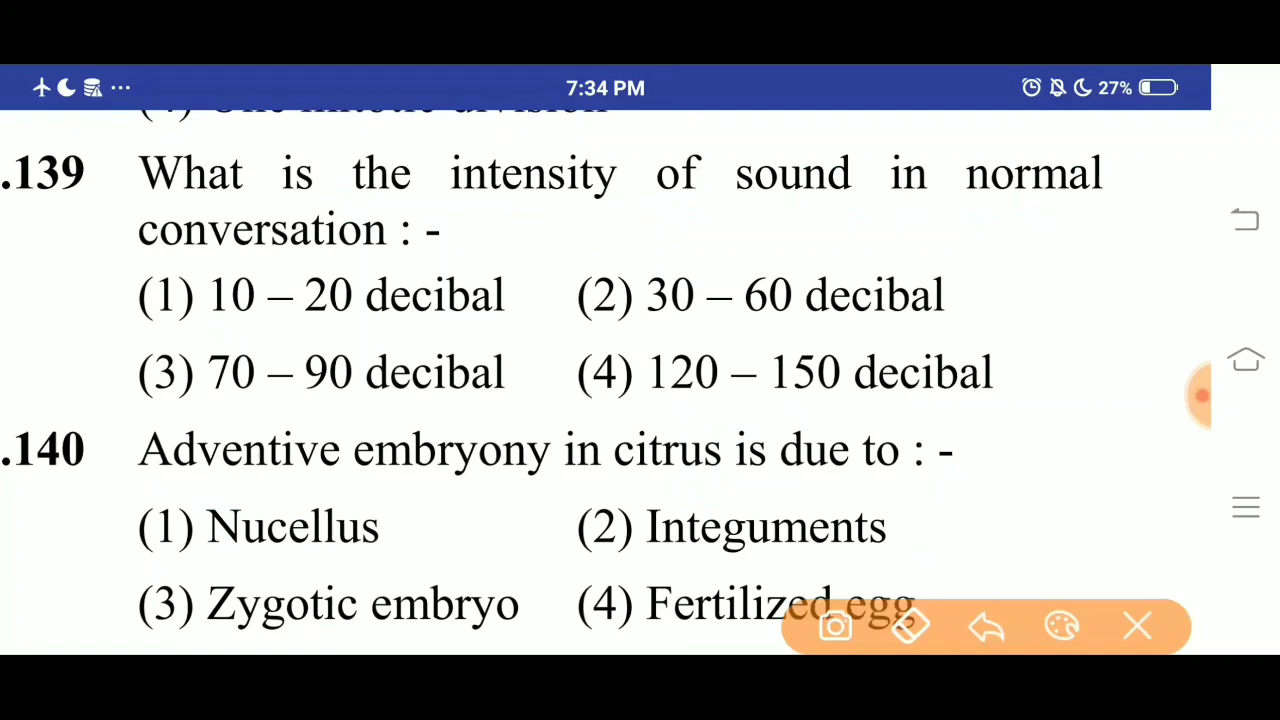 7:34 PM
27%
.139 What is the intensity of sound in normal
conversation : -
(1) 10 – 20 decibal (2) 30 – 60 decibal
(3) 70 – 90 decibal (4) 120 – 150 decibal
.140 Adventive embryony in citrus is due to : -
(1) Nucellus (2) Integuments
(3) Zygotic embryo (4) Fertilized egg